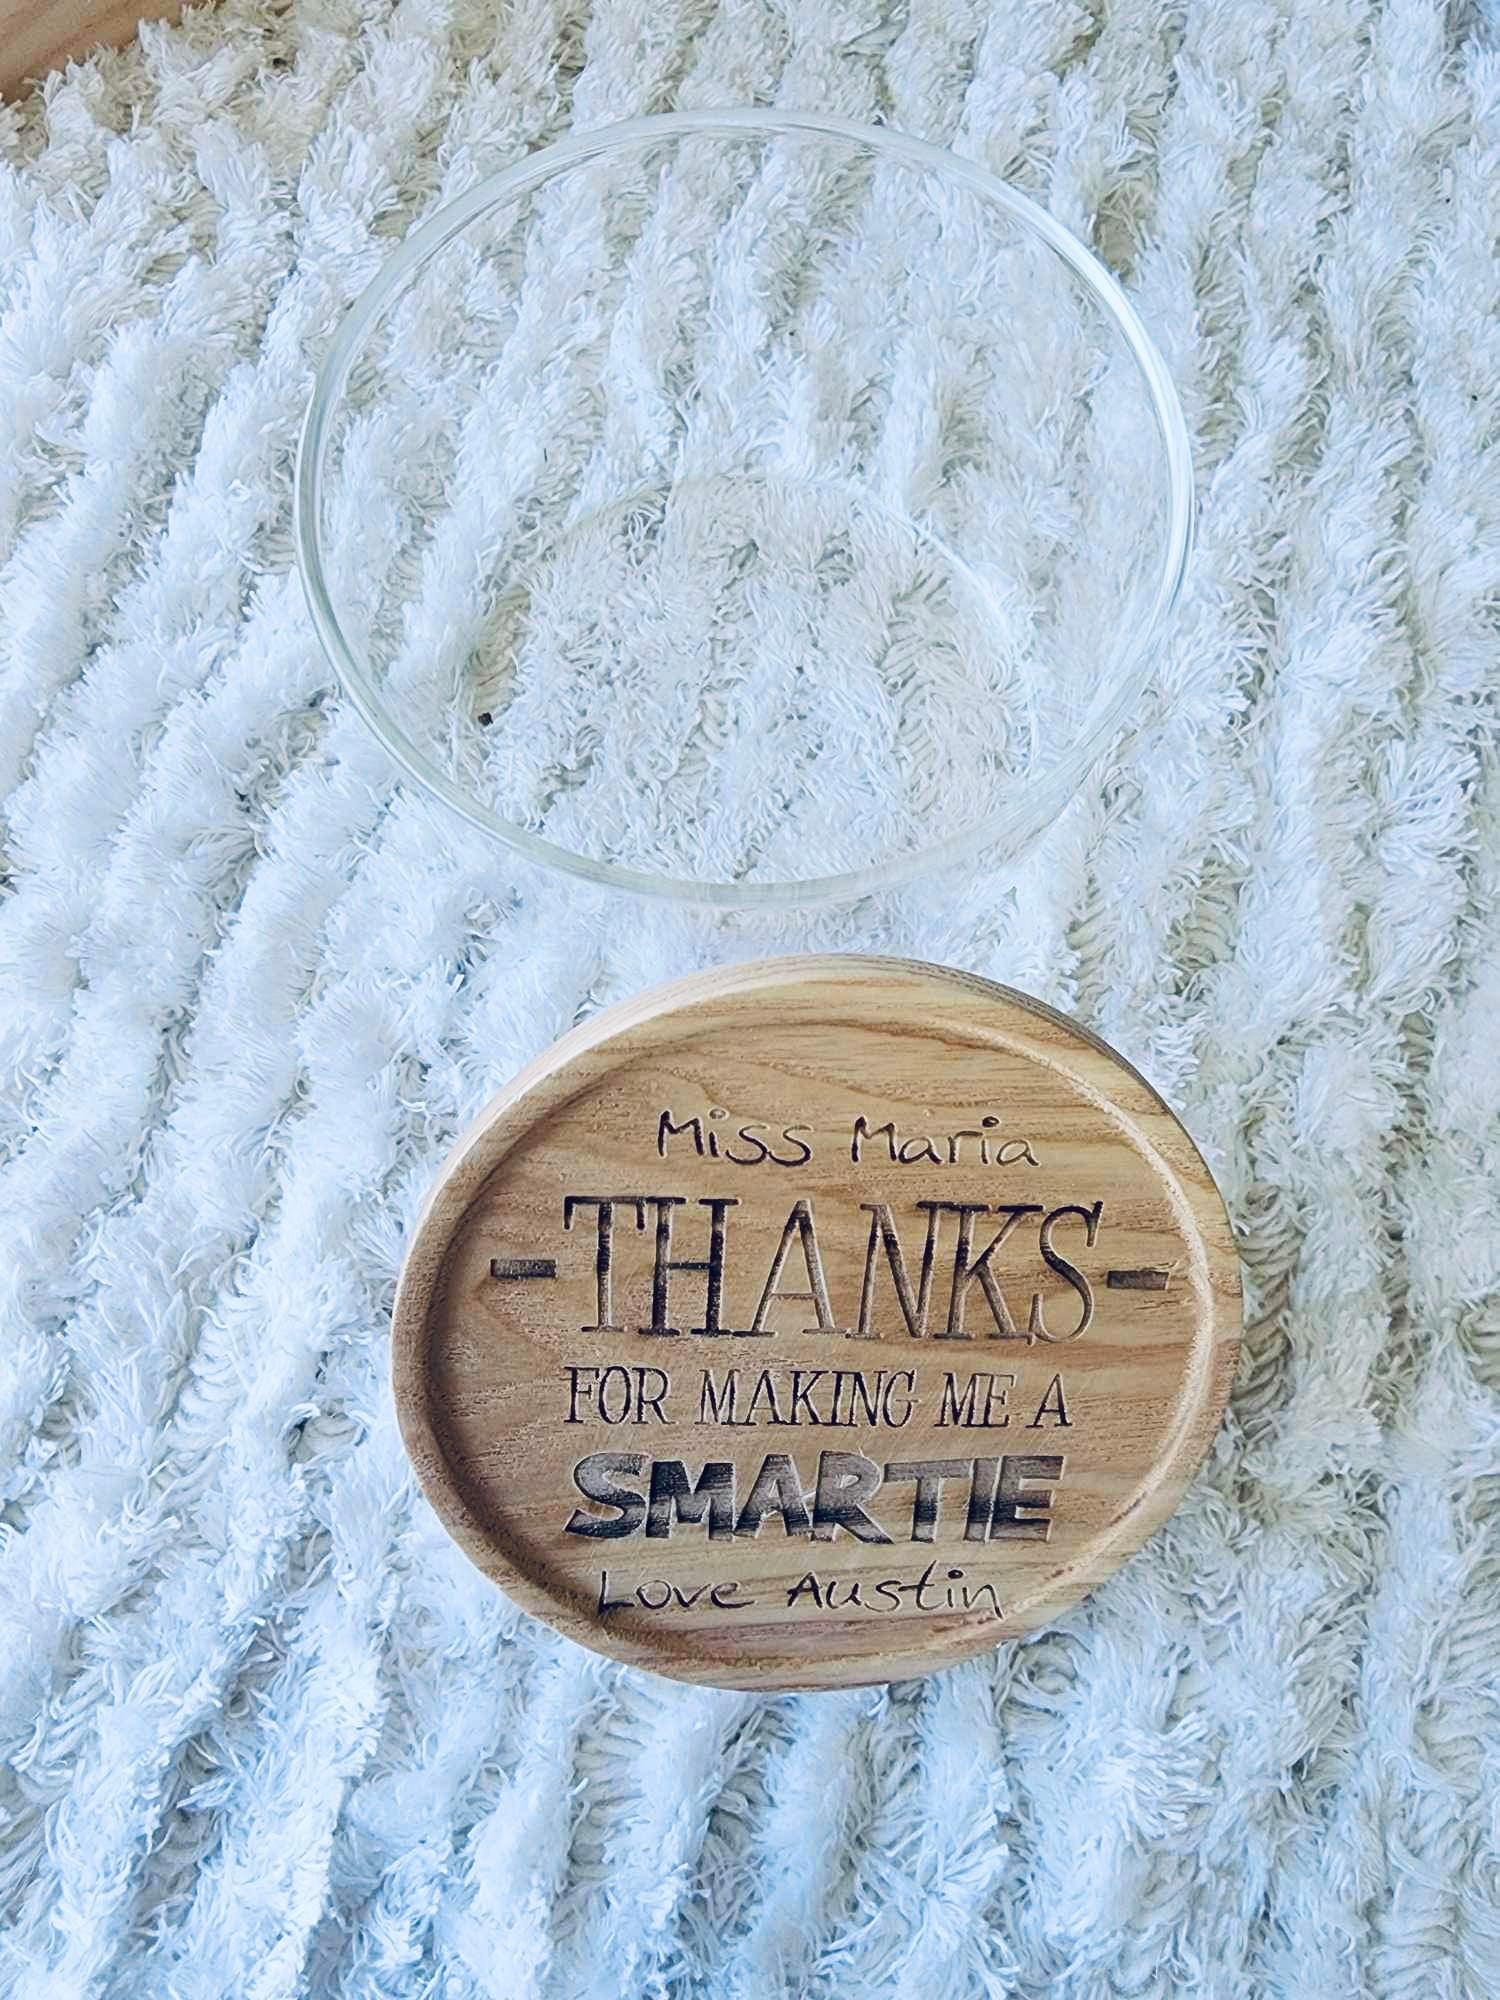 Miss Maria
-THANKS-
FOR MAKING ME A
SMARTIE
Love Austin